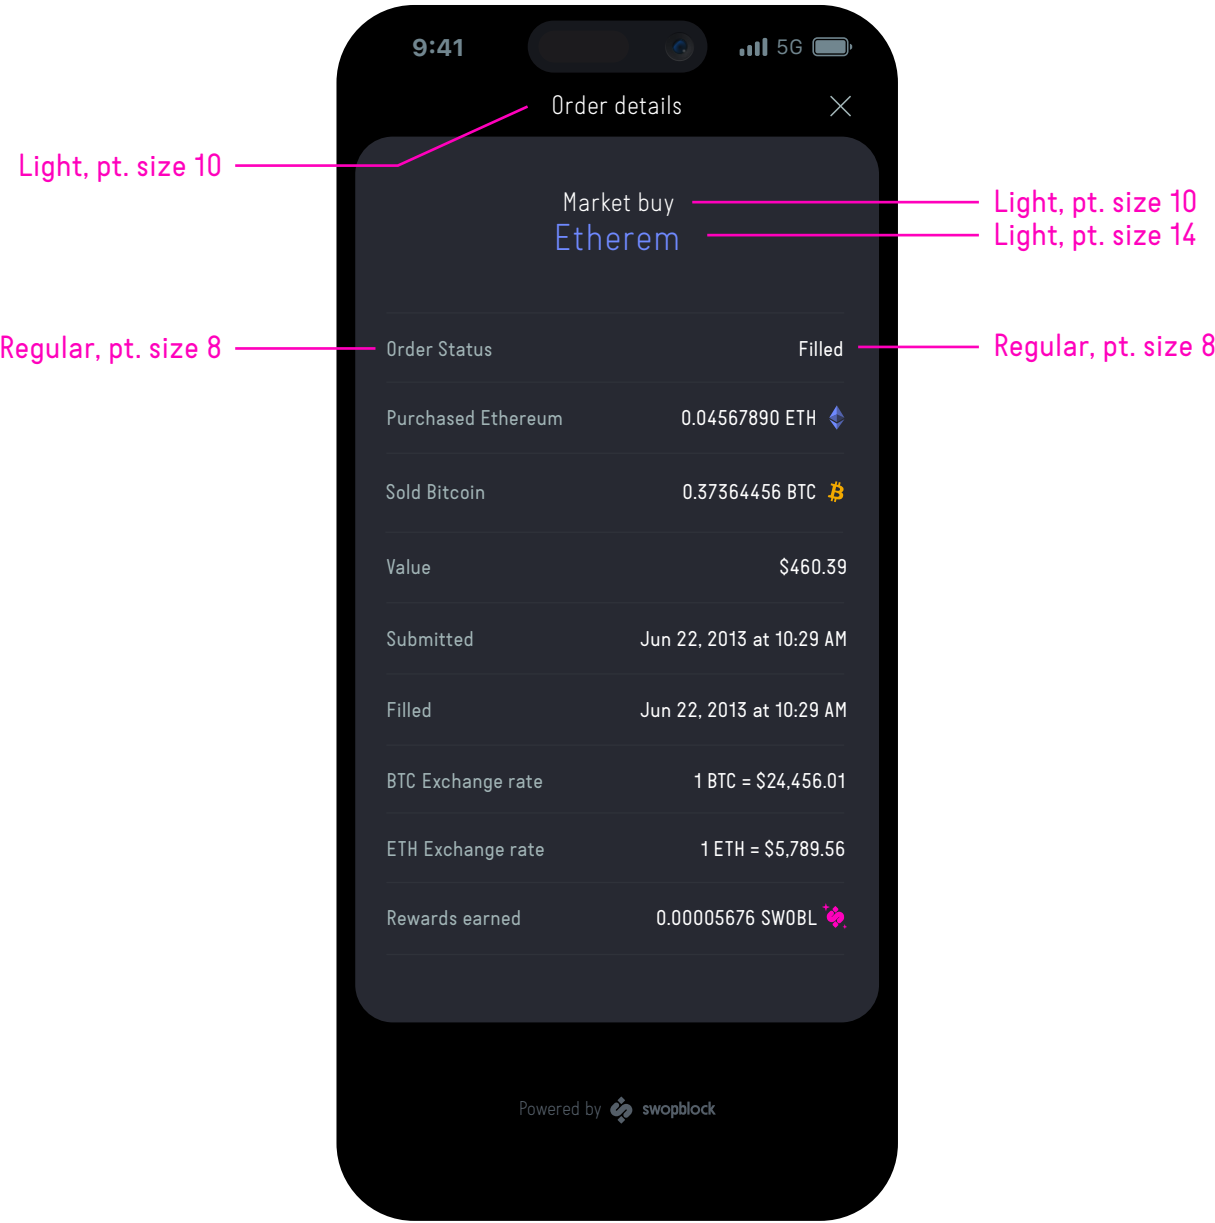 9:41 5G
Order details
Light, pt. size 10
Market buy
Light, pt. size 10
Etherem
Light, pt. size 14
Regular, pt. size 8
Order Status Filled
Regular, pt. size 8
Purchased Ethereum 0.04567890 ETH
Sold Bitcoin 0.37364456 BTC
Value $460.39
Submitted Jun 22, 2013 at 10:29 AM
Filled Jun 22, 2013 at 10:29 AM
BTC Exchange rate 1 BTC = $24,456.01
ETH Exchange rate 1 ETH = $5,789.56
Rewards earned 0.00005676 SWOBL
Powered by swopblock